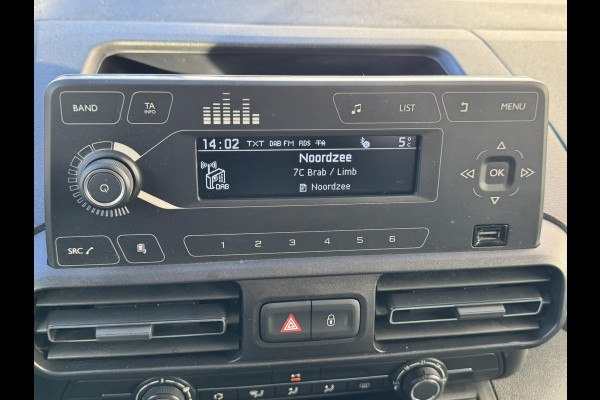 BAND
TA
INFO
LIST
MENU
14:02 TXT DAB FM RDS TA 5°C
Noordzee
7C Brab / Limb
Noordzee
DAB
OK
SRC
1 2 3 4 5 6